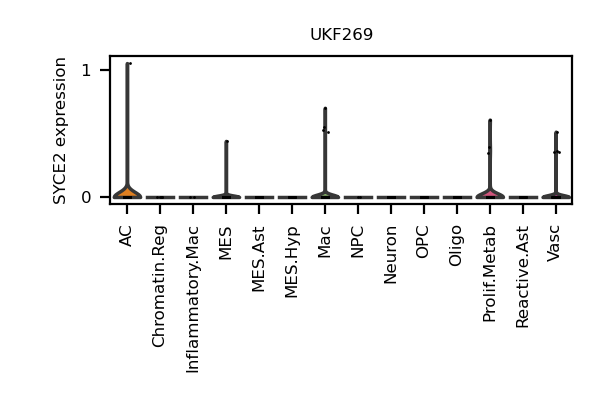 UKF269
SYCE2 expression
1
0
AC
Chromatin.Reg
Inflammatory.Mac
MES
MES.Ast
MES.Hyp
Mac
NPC
Neuron
OPC
Oligo
Prolif.Metab
Reactive.Ast
Vasc